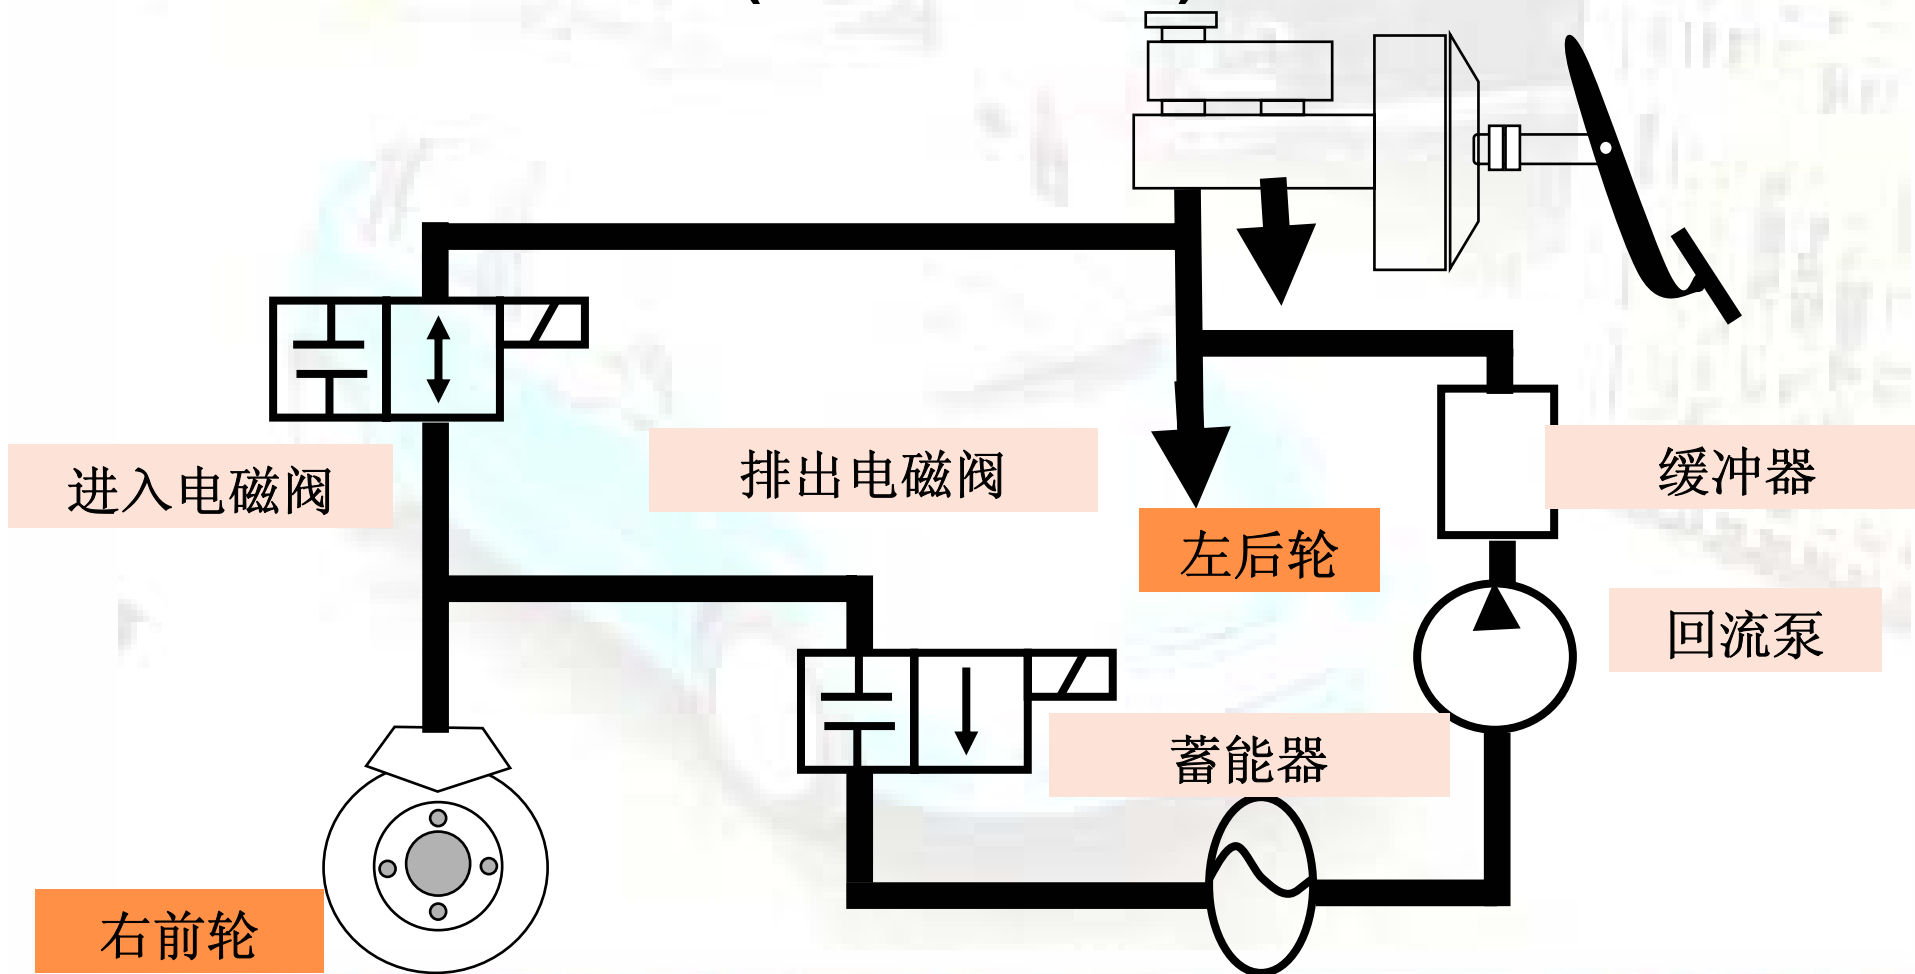 进入电磁阀
排出电磁阀
缓冲器
左后轮
回流泵
蓄能器
右前轮